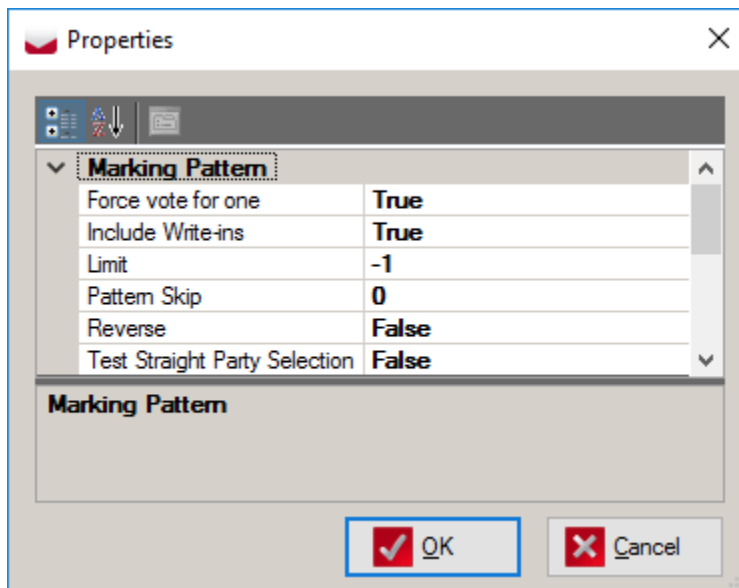 Properties
Marking Pattern
Force vote for one True
Include Write-ins True
Limit -1
Pattern Skip 0
Reverse False
Test Straight Party Selection False
Marking Pattern
OK Cancel